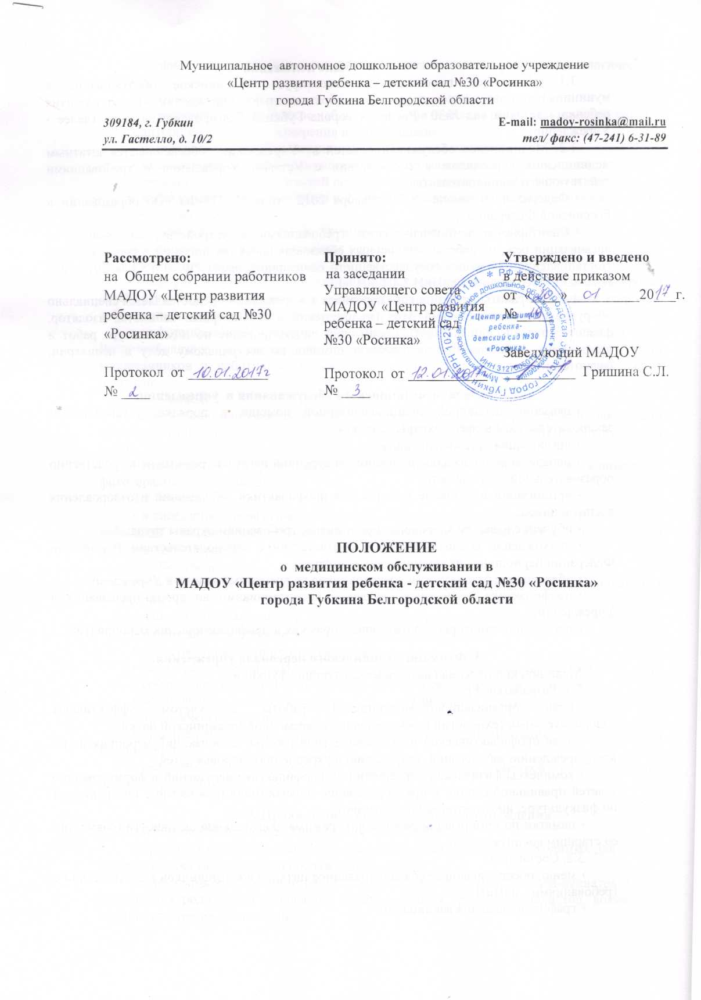 Муниципальное автономное дошкольное образовательное учреждение
«Центр развития ребенка – детский сад №30 «Росинка»
города Губкина Белгородской области
309184, г. Губкин
ул. Гастелло, д. 10/2
E-mail: madoy-rosinka@mail.ru
тел/ факс: (47-241) 6-31-89
Рассмотрено:
на Общем собрании работников
МАДОУ «Центр развития
ребенка – детский сад №30
«Росинка»
Протокол от 10.01.2017г
№ 2
Принято:
на заседании
Управляющего совета
МАДОУ «Центр развития
ребенка – детский сад
№30 «Росинка»
Протокол от 12.01.2017г
№ 3
Утверждено и введено
в действие приказом
от « » 01 2017г.
№
Заведующий МАДОУ
Гришина С.Л.
«Центр развития
ребенка-
детский сад №30
«Росинка»
ПОЛОЖЕНИЕ
о медицинском обслуживании в
МАДОУ «Центр развития ребенка - детский сад №30 «Росинка»
города Губкина Белгородской области